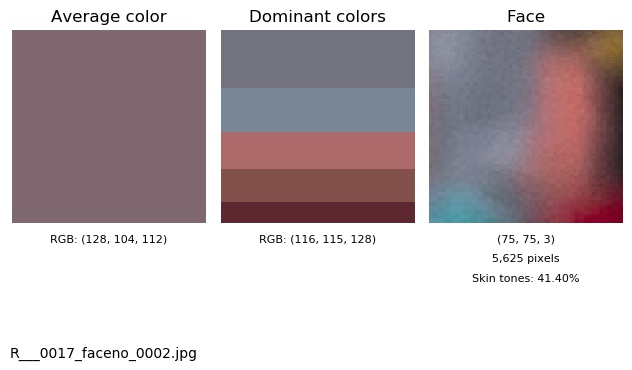 Average color
Dominant colors
Face
RGB: (128, 104, 112)
RGB: (116, 115, 128)
(75, 75, 3)
5,625 pixels
Skin tones: 41.40%
R___0017_faceno_0002.jpg